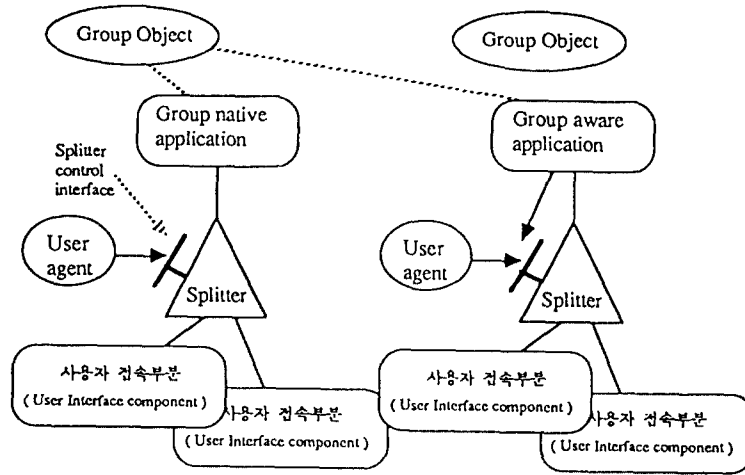 Group Object
Group Object
Group native
application
Group aware
application
Splitter
control
interface
User
agent
User
agent
Splitter
Splitter
사용자 접속부분
( User Interface component )
사용자 접속부분
( User Interface component )
사용자 접속부분
( User Interface component )
사용자 접속부분
( User Interface component )